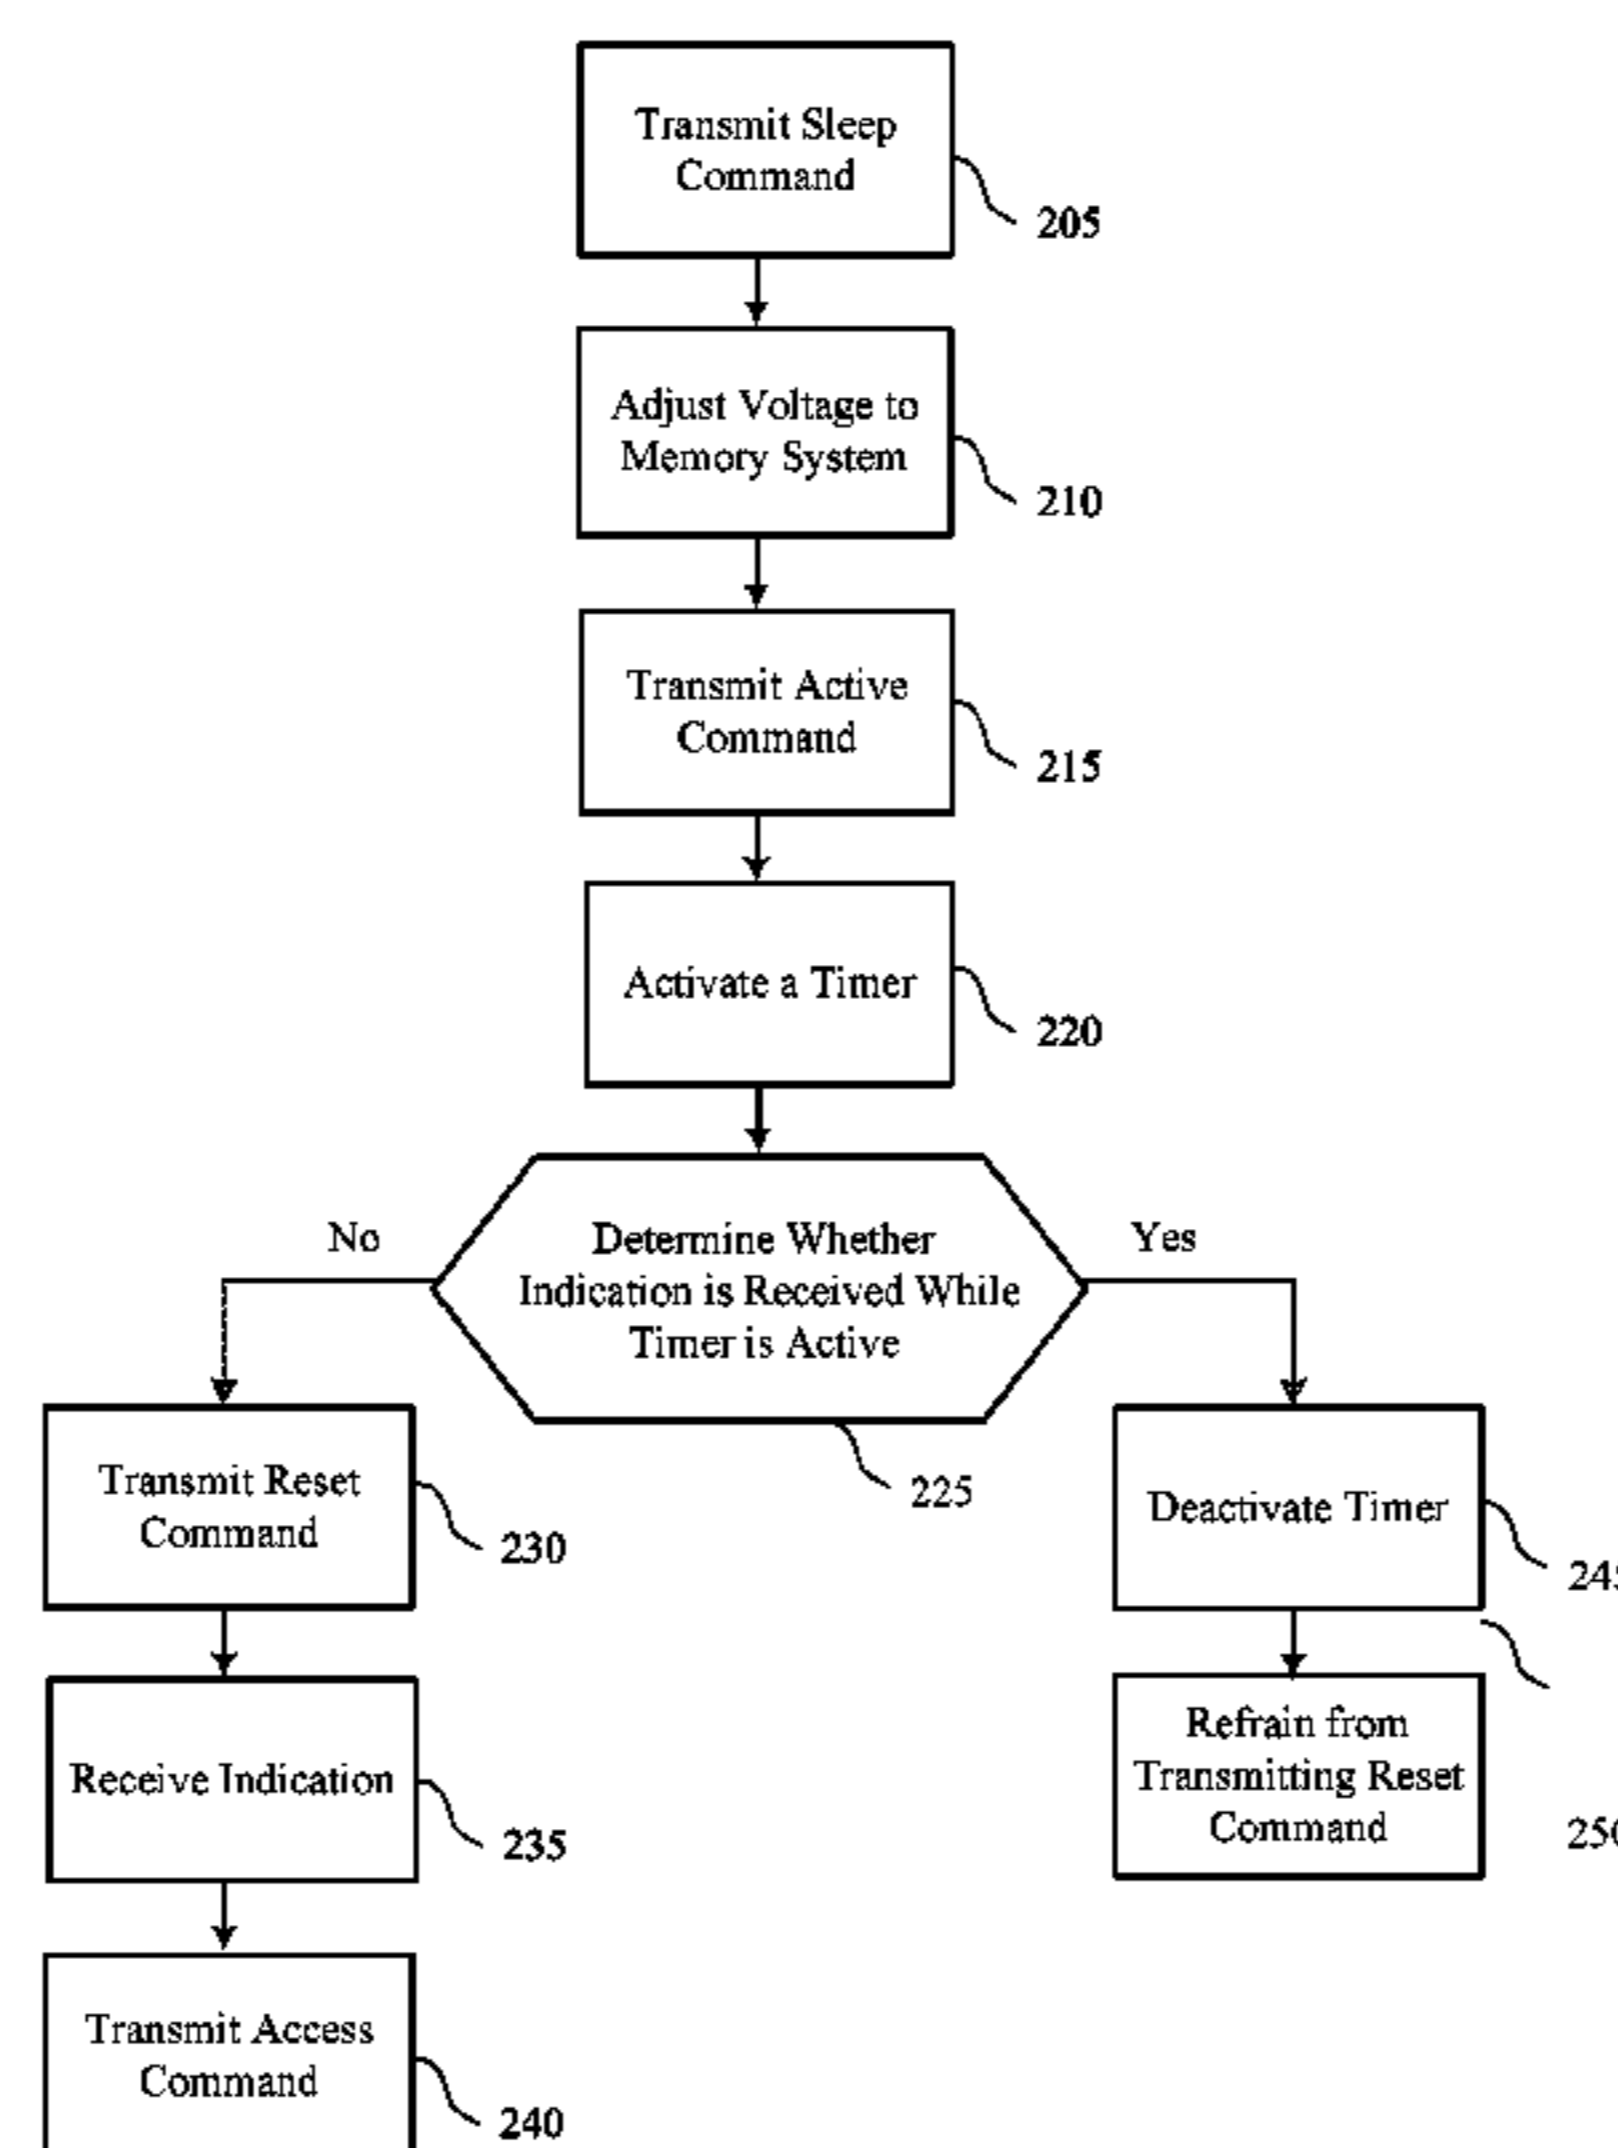 Transmit Sleep
Command
205
Adjust Voltage to
Memory System
210
Transmit Active
Command
215
Activate a Timer
220
No
Determine Whether
Indication is Received While
Timer is Active
Yes
225
Transmit Reset
Command
230
Deactivate Timer
245
Receive Indication
235
Refrain from
Transmitting Reset
Command
250
Transmit Access
Command
240